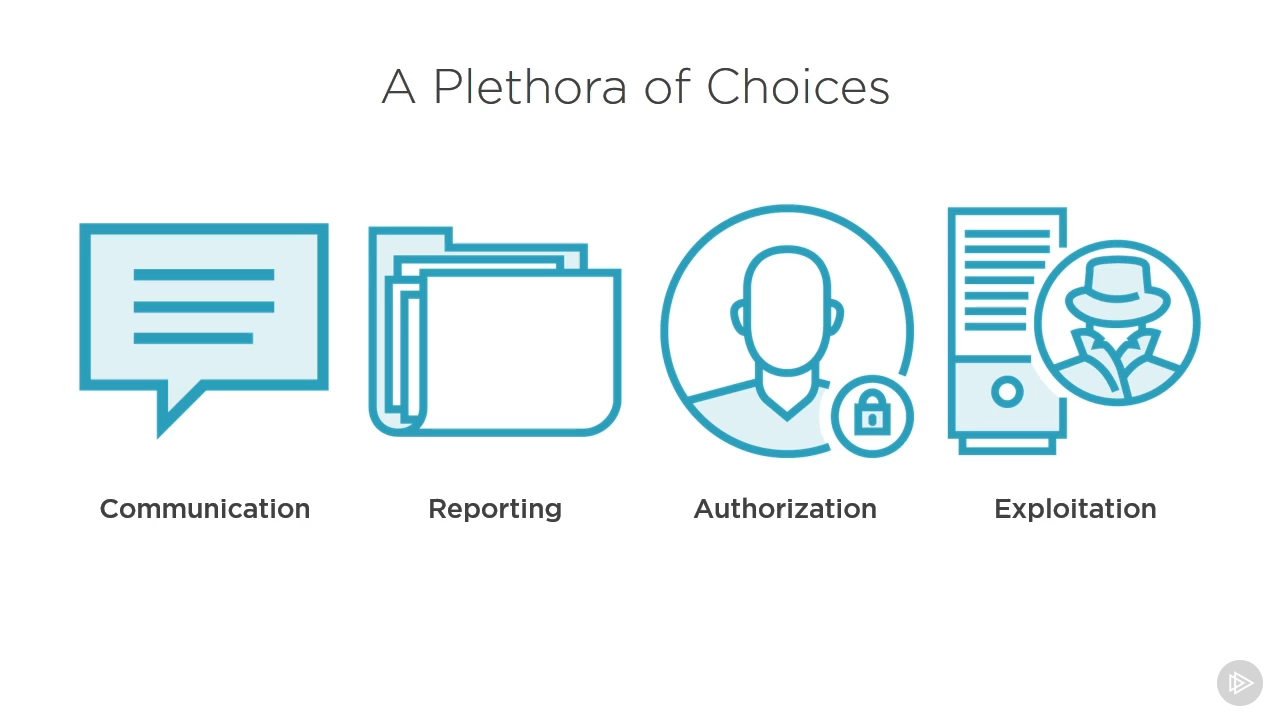 A Plethora of Choices
Communication
Reporting
Authorization
Exploitation